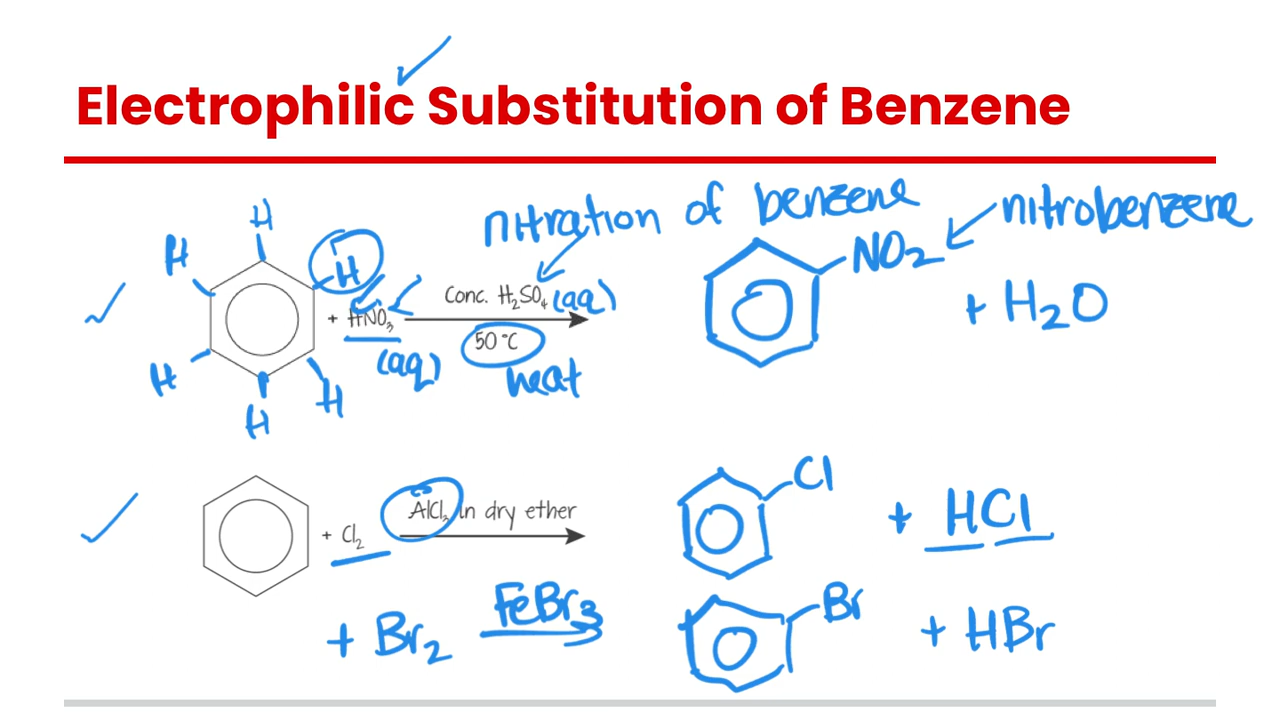 Electrophilic Substitution of Benzene
nitration of benzene
nitrobenzene
H
H
H
NO₂
+ HNO₃
Conc. H₂SO₄ (aq)
+ H₂O
50 °C
(aq)
heat
H
H
H
Cl
+ Cl₂
AlCl₃ in dry ether
+ HCl
+ Br₂
FeBr₃
Br
+ HBr